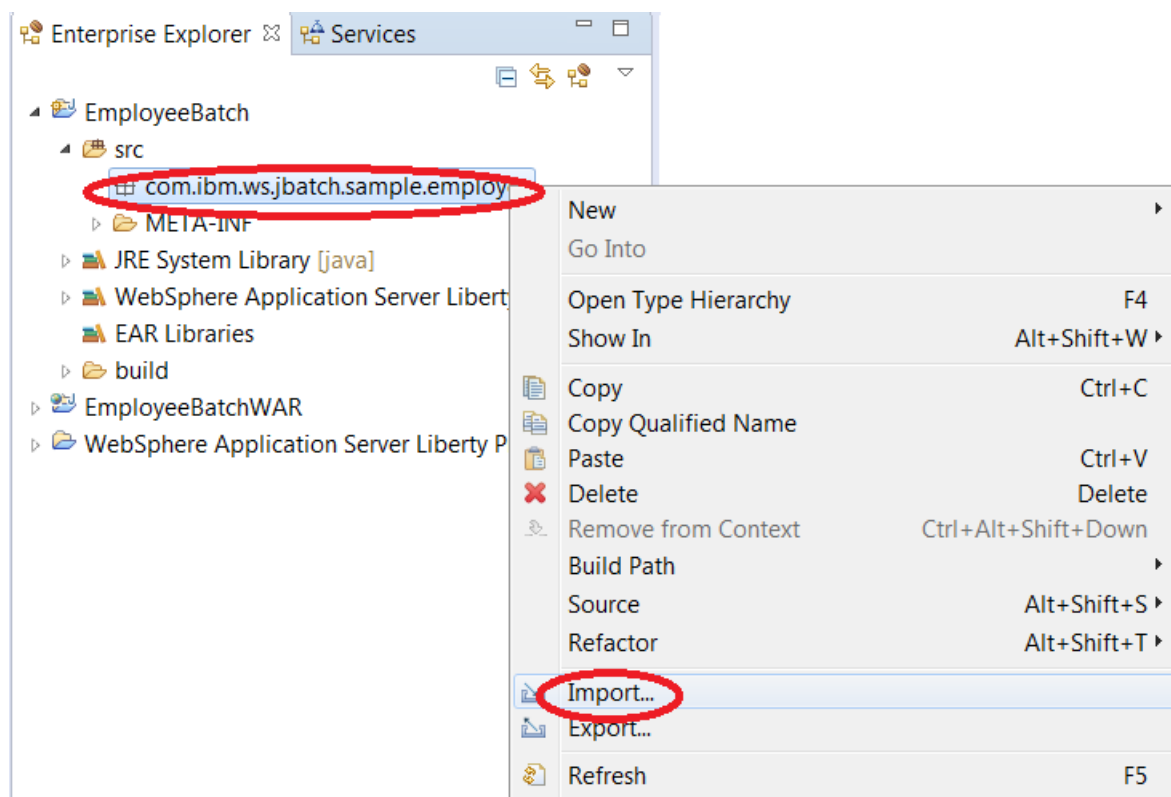 Enterprise Explorer Services
EmployeeBatch
src
com.ibm.ws.jbatch.sample.employ
META-INF
JRE System Library [java]
WebSphere Application Server Libert
EAR Libraries
build
EmployeeBatchWAR
WebSphere Application Server Liberty P
New
Go Into
Open Type Hierarchy F4
Show In Alt+Shift+W
Copy Ctrl+C
Copy Qualified Name
Paste Ctrl+V
Delete Delete
Remove from Context Ctrl+Alt+Shift+Down
Build Path
Source Alt+Shift+S
Refactor Alt+Shift+T
Import...
Export...
Refresh F5